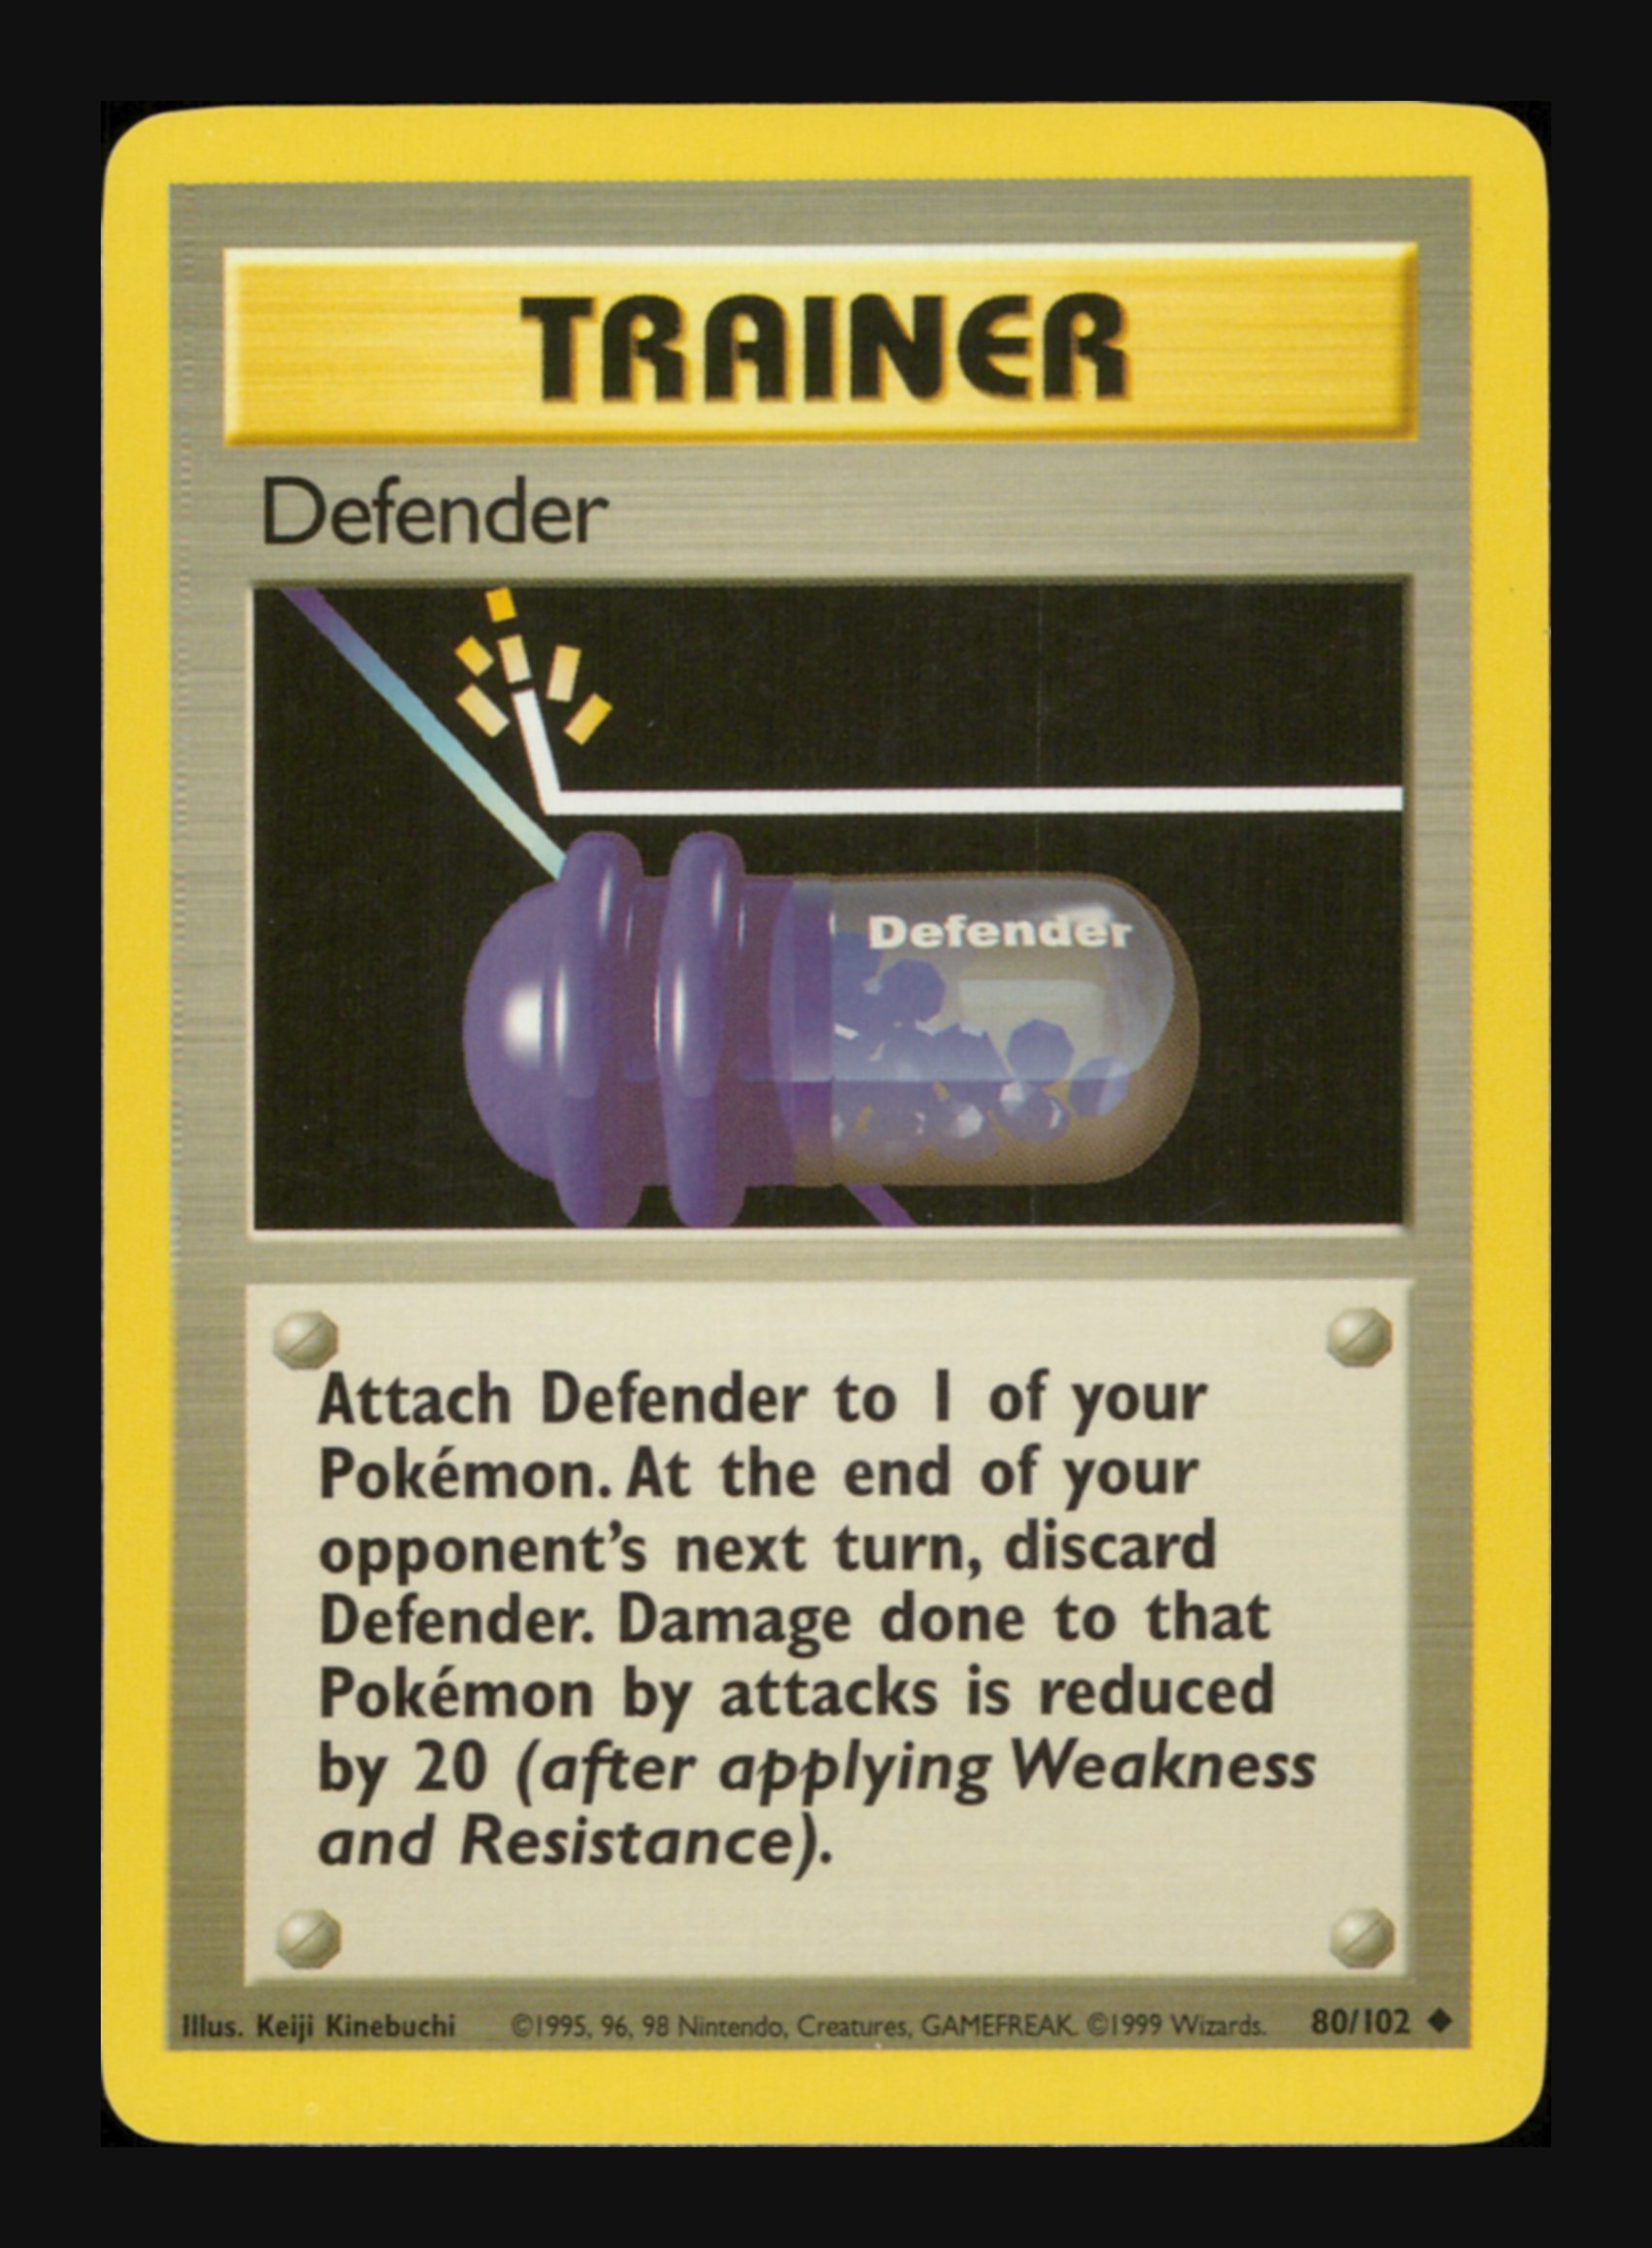 TRAINER
Defender
Defender
Attach Defender to 1 of your
Pokémon. At the end of your
opponent's next turn, discard
Defender. Damage done to that
Pokémon by attacks is reduced
by 20 (after applying Weakness
and Resistance).
Illus. Keiji Kinebuchi ©1995, 96, 98 Nintendo, Creatures, GAMEFREAK. ©1999 Wizards. 80/102 ◆